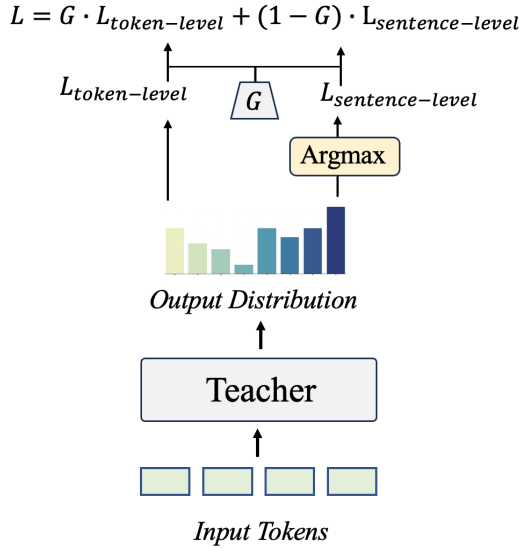 L = G · L_{token−level} + (1 − G) · L_{sentence−level}
L_{token−level}
G
L_{sentence−level}
Argmax
Output Distribution
Teacher
Input Tokens